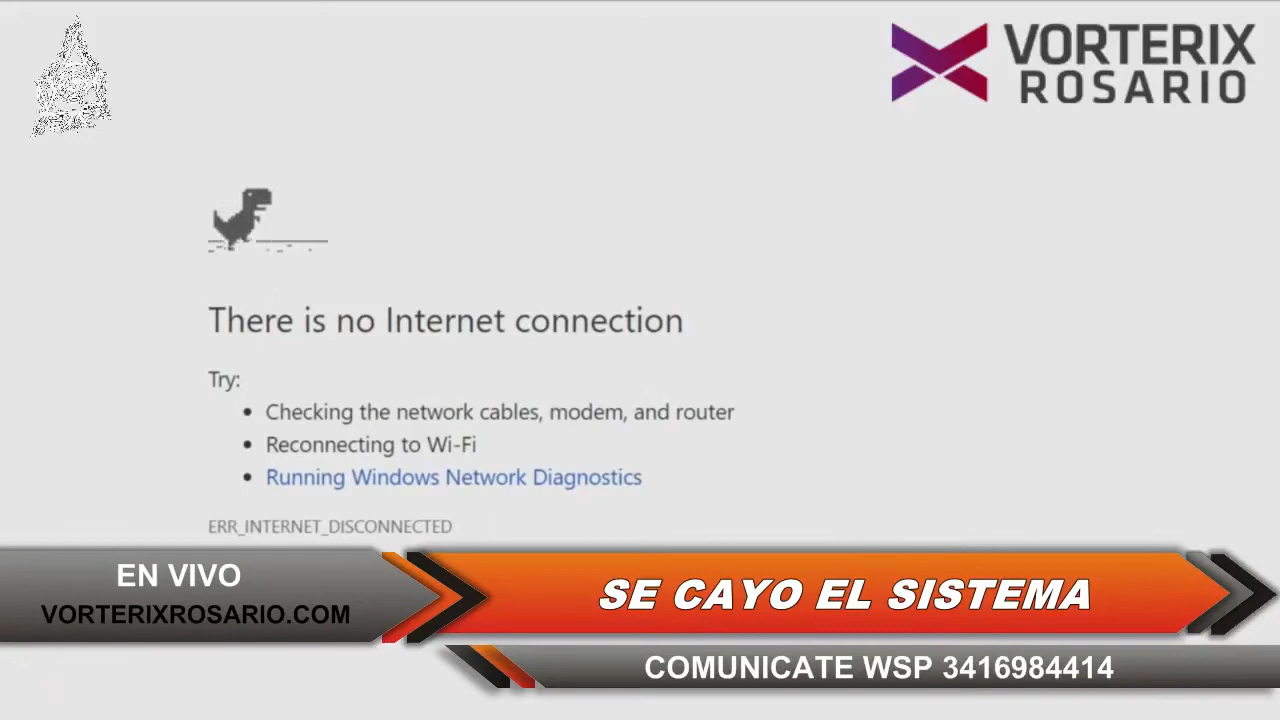 VORTERIX
ROSARIO
There is no Internet connection
Try:
Checking the network cables, modem, and router
Reconnecting to Wi-Fi
Running Windows Network Diagnostics
ERR_INTERNET_DISCONNECTED
EN VIVO
VORTERIXROSARIO.COM
SE CAYO EL SISTEMA
COMUNICATE WSP 3416984414